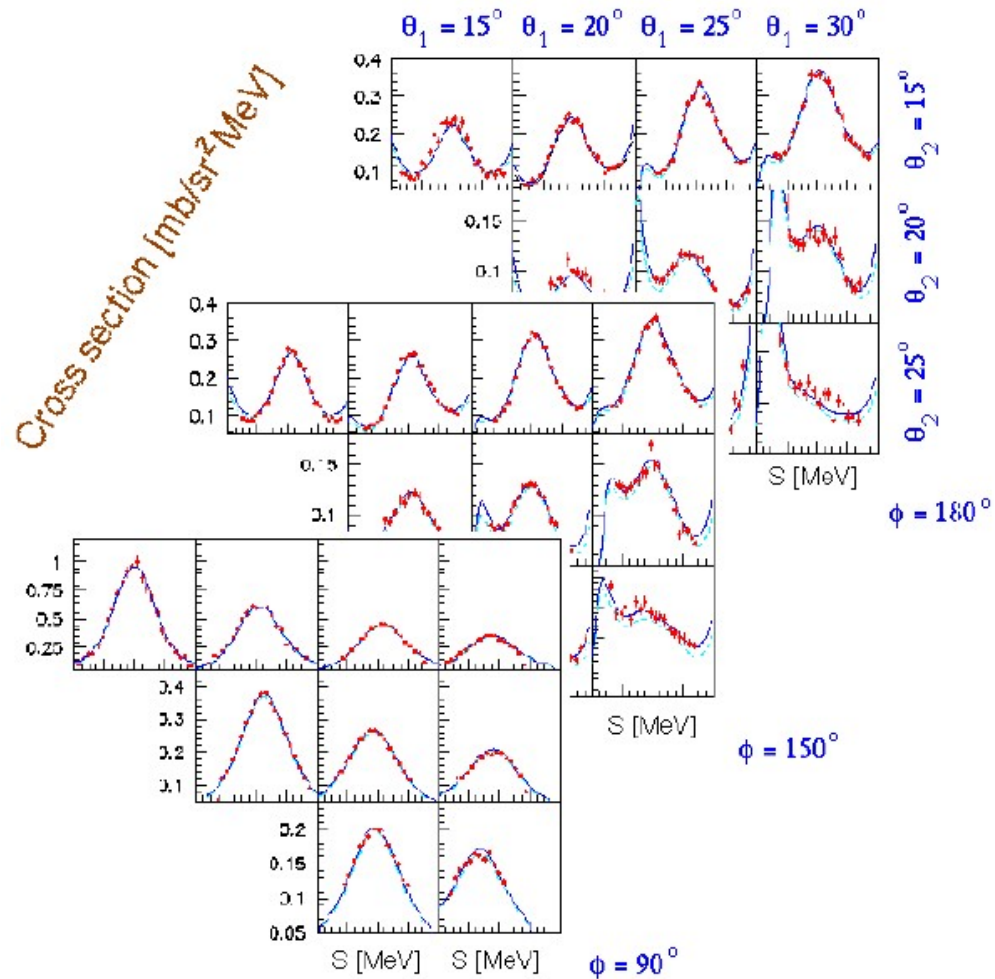 θ₁ = 15° θ₁ = 20° θ₁ = 25° θ₁ = 30°
Cross section [mb/sr²MeV]
0.4
0.3
0.2
0.1
θ₂ = 15°
0.15
0.1
θ₂ = 20°
θ₂ = 25°
S [MeV]
φ = 180°
0.4
0.3
0.2
0.1
0.15
0.1
S [MeV]
φ = 150°
1
0.75
0.5
0.25
0.4
0.3
0.2
0.1
0.2
0.15
0.1
0.05
S [MeV] S [MeV]
φ = 90°